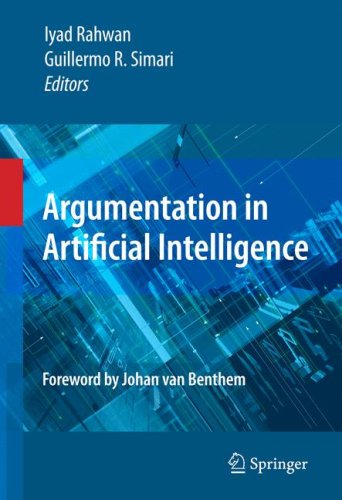 Iyad Rahwan
Guillermo R. Simari
Editors
Argumentation in
Artificial Intelligence
Foreword by Johan van Benthem
Springer